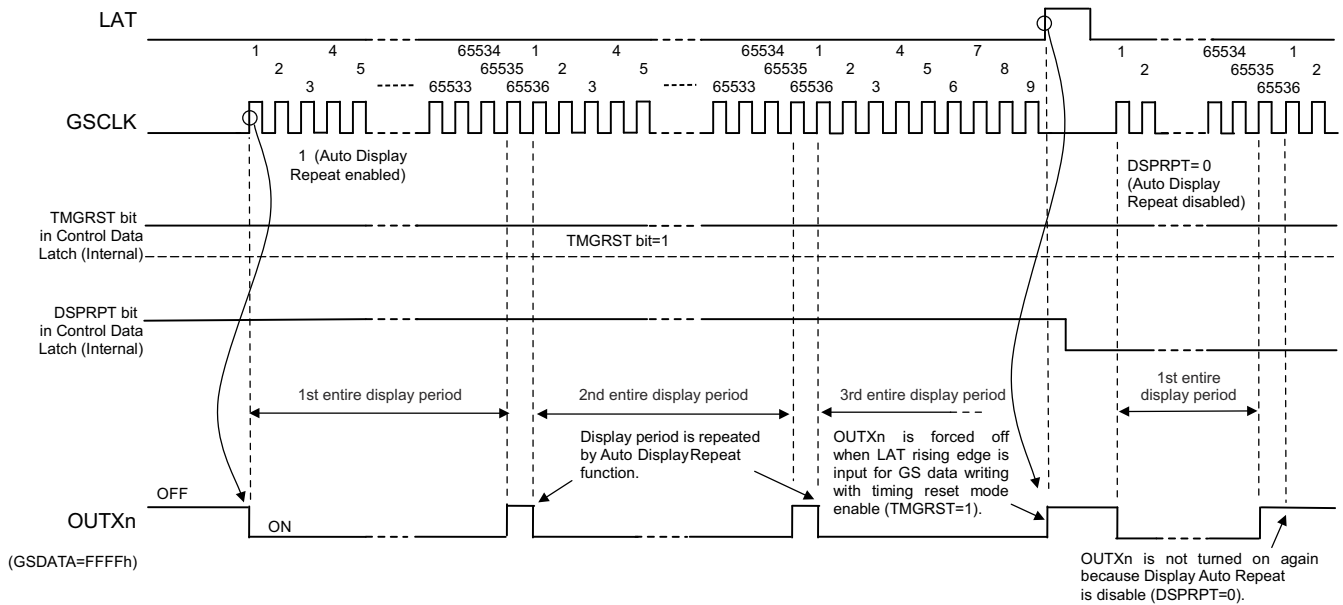 LAT
1 4 65534 1 4 65534 1 4 7 1 65534 1
2 65535 2 65535 2 5 8 2 65535 2
3 5 65533 65536 3 5 65533 65536 3 6 9 65536
GSCLK
1 (Auto Display
Repeat enabled)
DSPRPT= 0
(Auto Display
Repeat disabled)
TMGRST bit
in Control Data
Latch (Internal)
TMGRST bit=1
DSPRPT bit
in Control Data
Latch (Internal)
1st entire display period
2nd entire display period
3rd entire display period
1st entire
display period
Display period is repeated
by Auto DisplayRepeat
function.
OUTXn is forced off
when LAT rising edge is
input for GS data writing
with timing reset mode
enable (TMGRST=1).
OFF
OUTXn
ON
(GSDATA=FFFFh)
OUTXn is not turned on again
because Display Auto Repeat
is disable (DSPRPT=0).